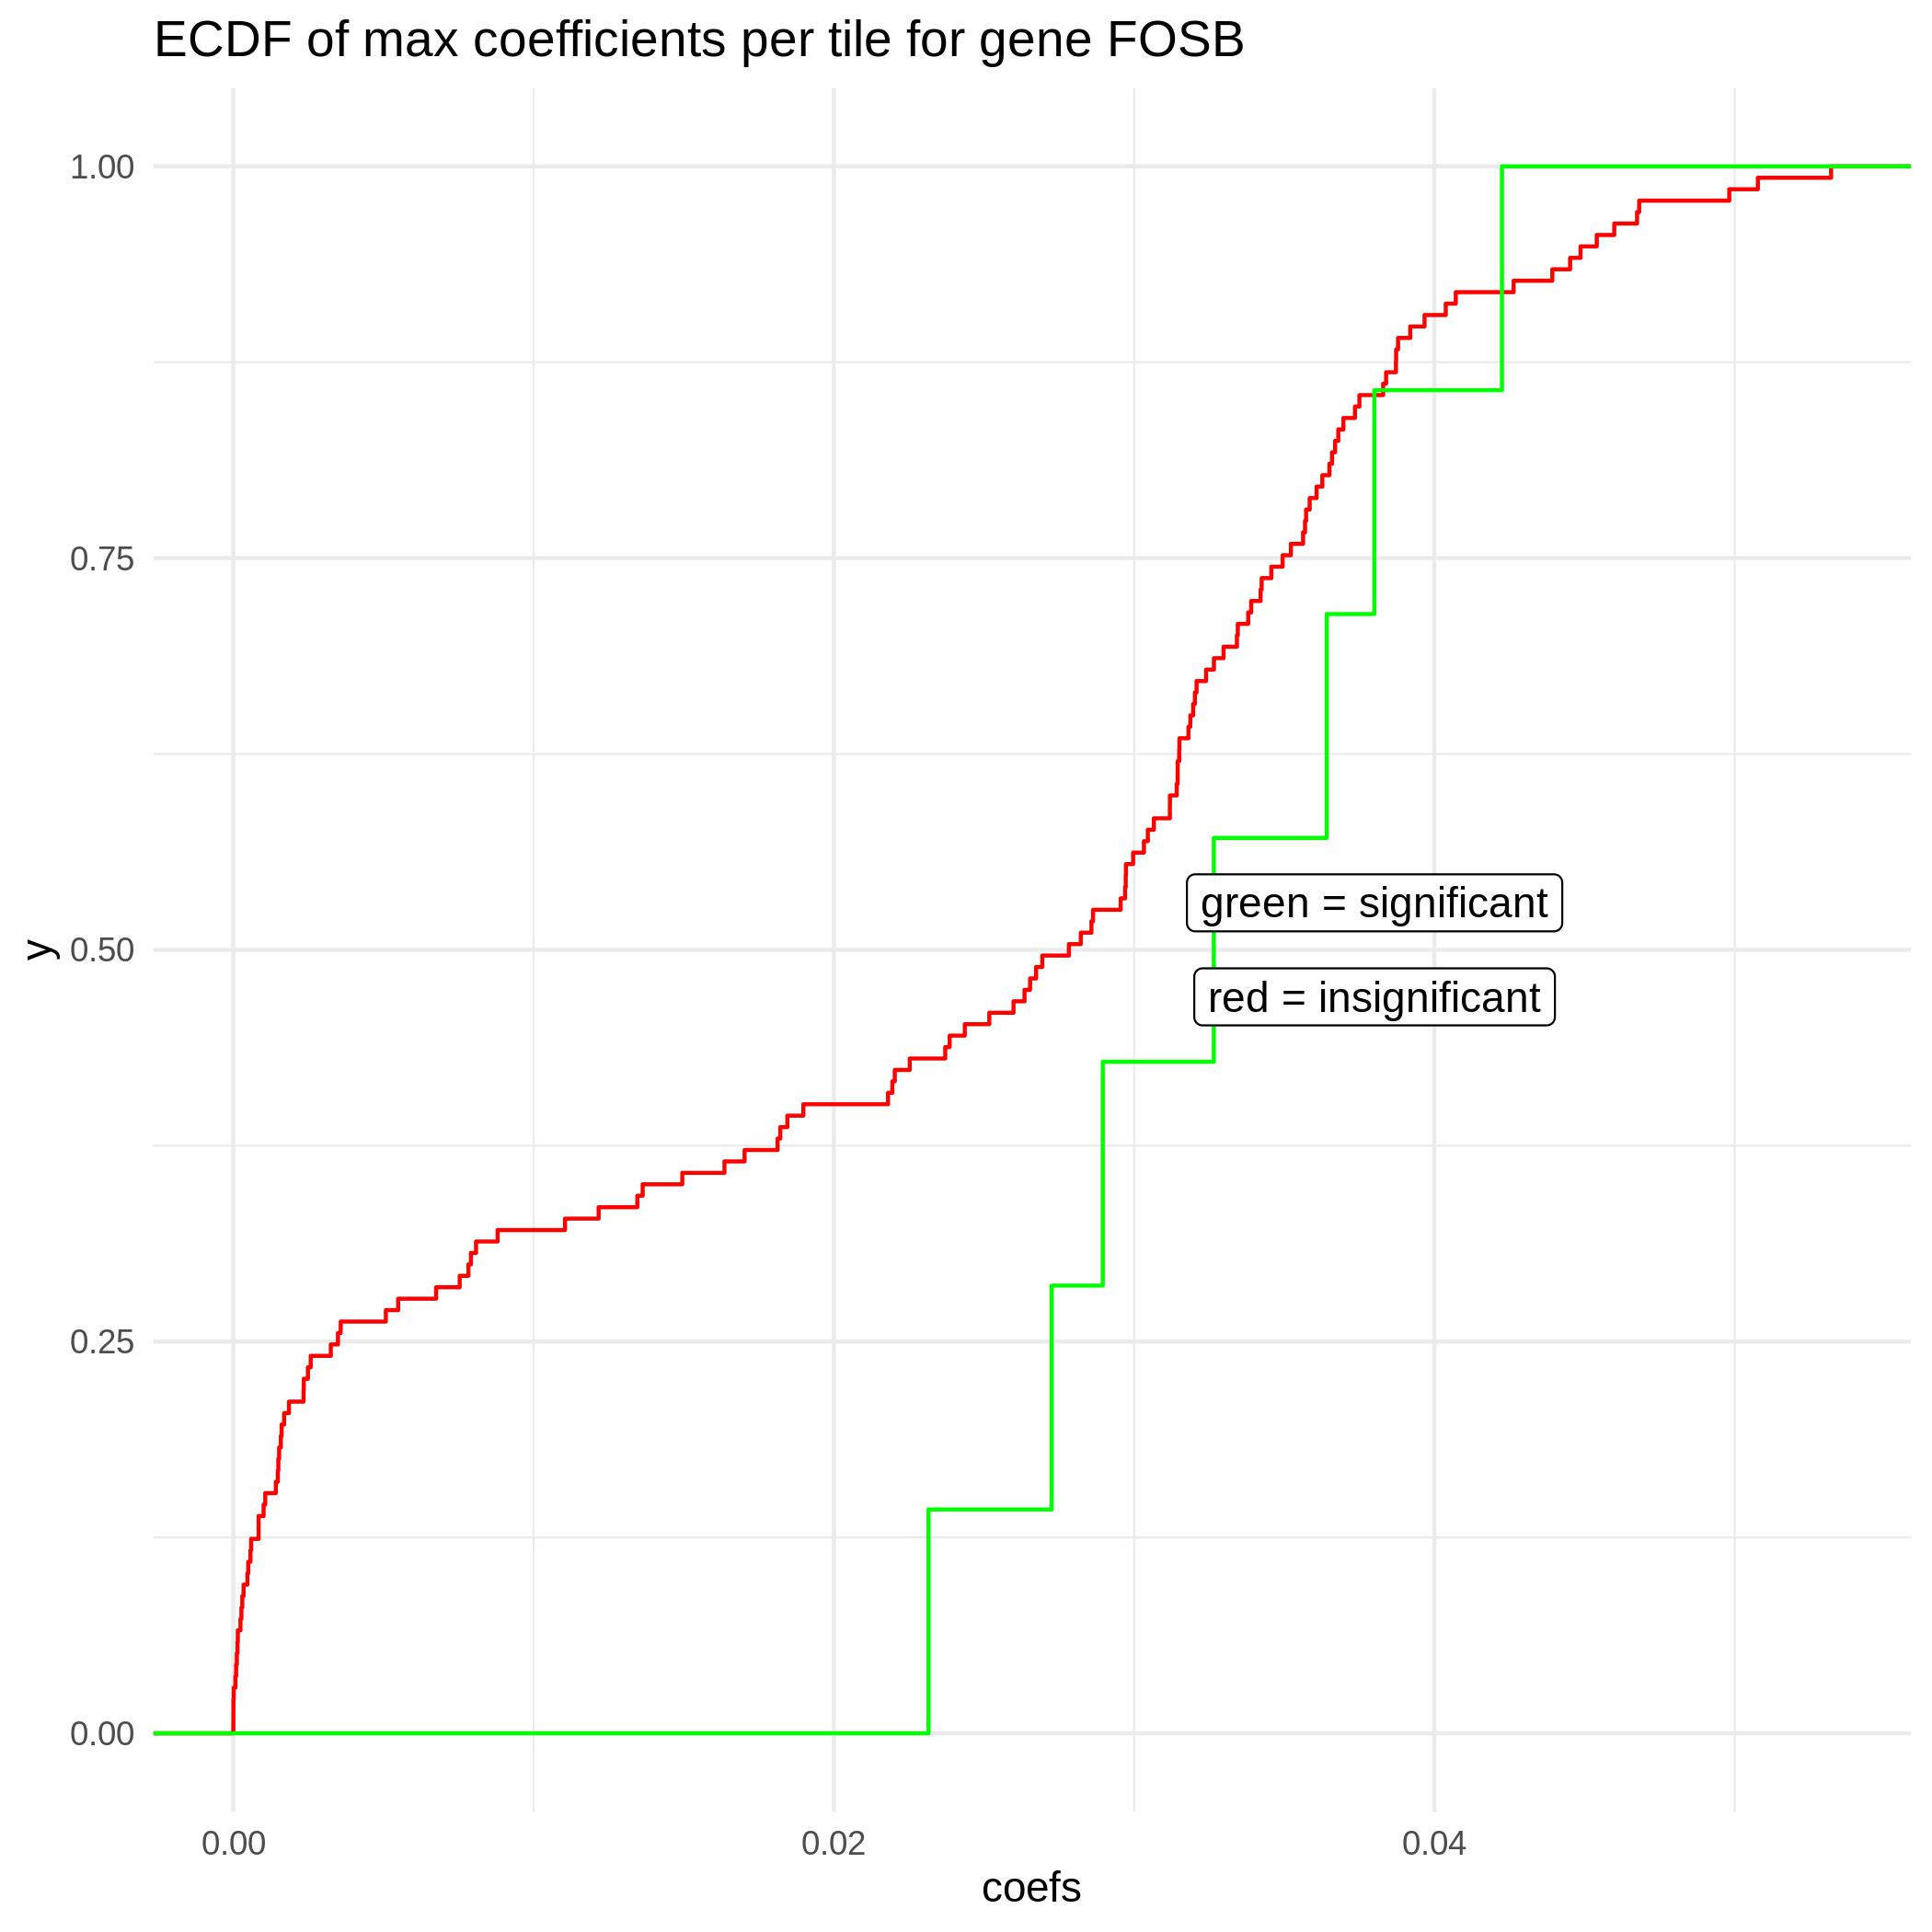 ECDF of max coefficients per tile for gene FOSB
1.00
0.75
0.50
0.25
0.00
y
green = significant
red = insignificant
0.00 0.02 0.04
coefs